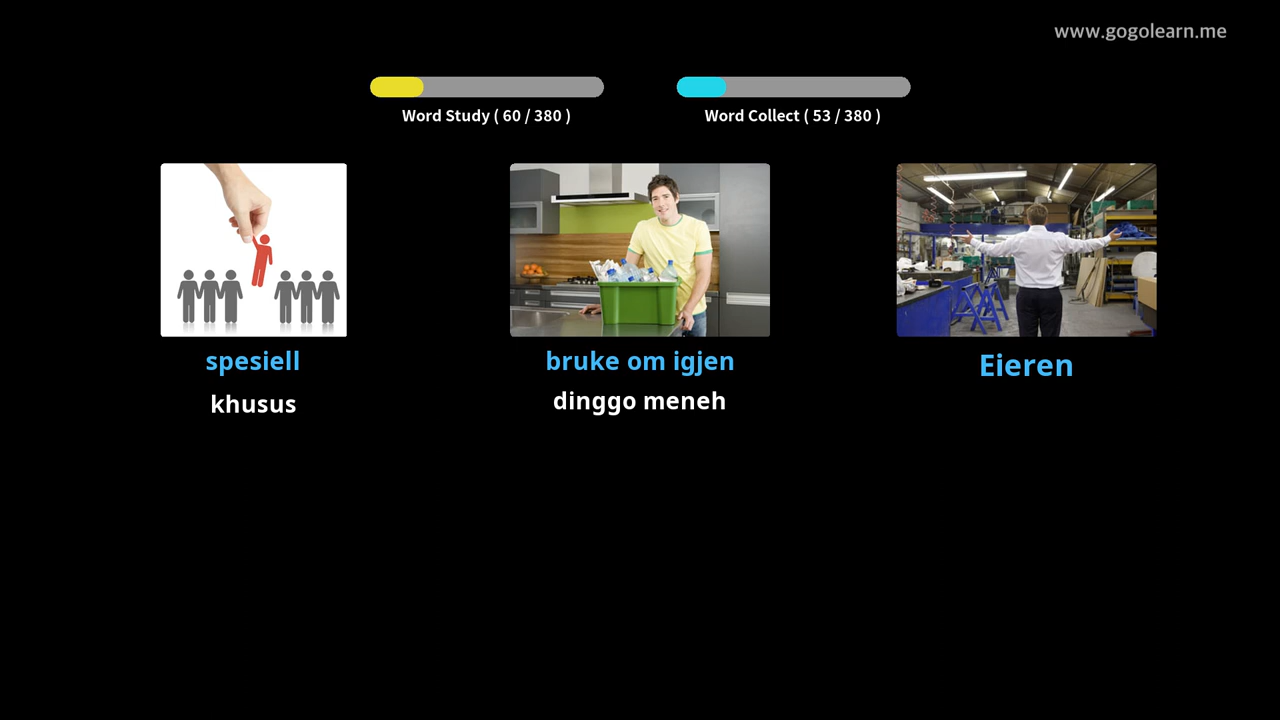 www.gogolearn.me
Word Study ( 60 / 380 )
Word Collect ( 53 / 380 )
spesiell
bruke om igjen
Eieren
khusus
dinggo meneh